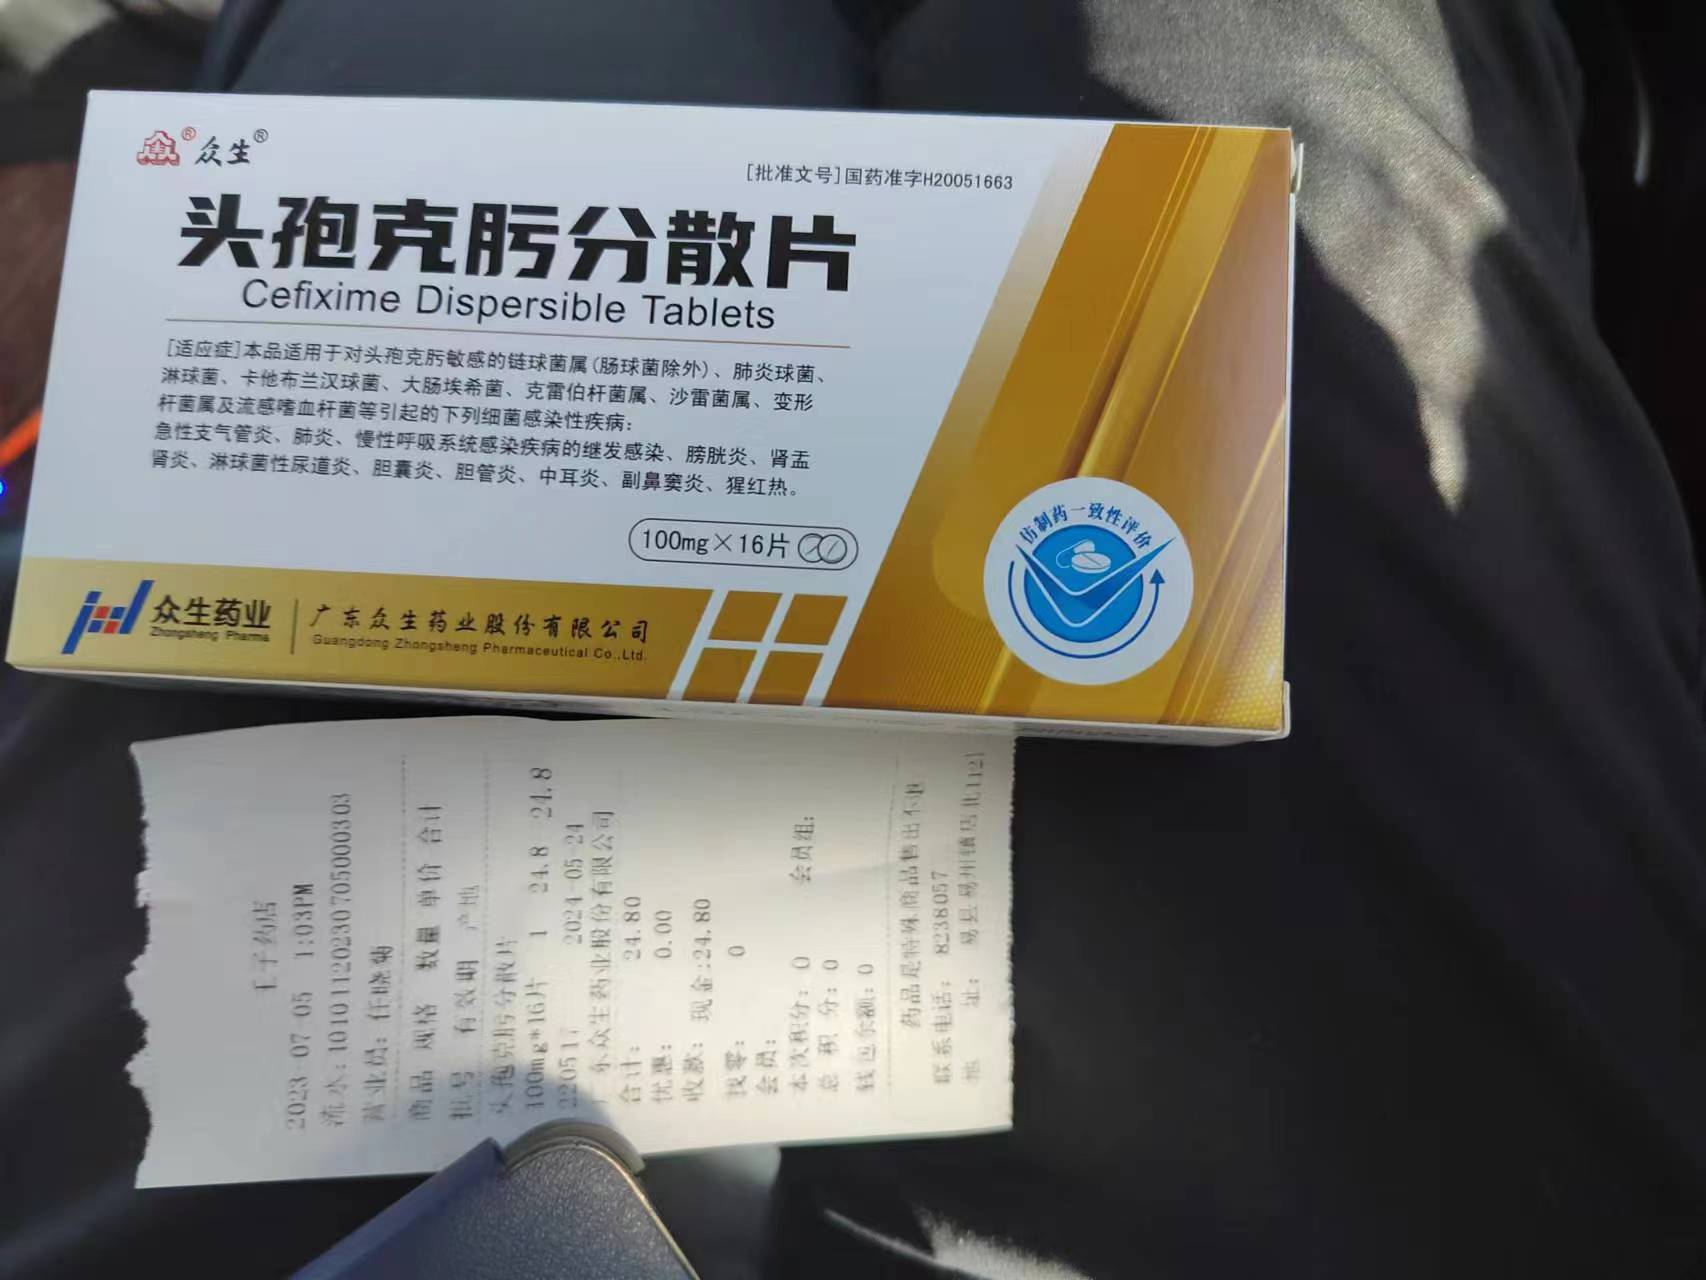 众生
[批准文号]国药准字H20051663
头孢克肟分散片
Cefixime Dispersible Tablets
[适应症]本品适用于对头孢克肟敏感的链球菌属(肠球菌除外)、肺炎球菌、
淋球菌、卡他布兰汉球菌、大肠埃希菌、克雷伯杆菌属、沙雷菌属、变形
杆菌属及流感嗜血杆菌等引起的下列细菌感染性疾病:
急性支气管炎、肺炎、慢性呼吸系统感染疾病的继发感染、膀胱炎、肾盂
肾炎、淋球菌性尿道炎、胆囊炎、胆管炎、中耳炎、副鼻窦炎、猩红热。
100mg×16片
仿制药一致性评价
众生药业
Zhongsheng Pharma
广东众生药业股份有限公司
Guangdong Zhongsheng Pharmaceutical Co.,Ltd.
药店
2023-07-05 1:03PM
流水:10101120230705000303
营业员:任晓菊
商品 规格 数量 单价 合计
批号 有效期 产地
头孢克肟分散片
100mg*16片 1 24.8 24.8
220517 2024-05-24
广东众生药业股份有限公司
合计: 24.80
优惠: 0.00
收款: 现金:24.80
找零: 0
会员: 会员组:
本次积分:0
总 积 分:0
钱包余额:0
药品是特殊商品售出不退
联系电话: 8238057
地 址: 易县易州镇店北